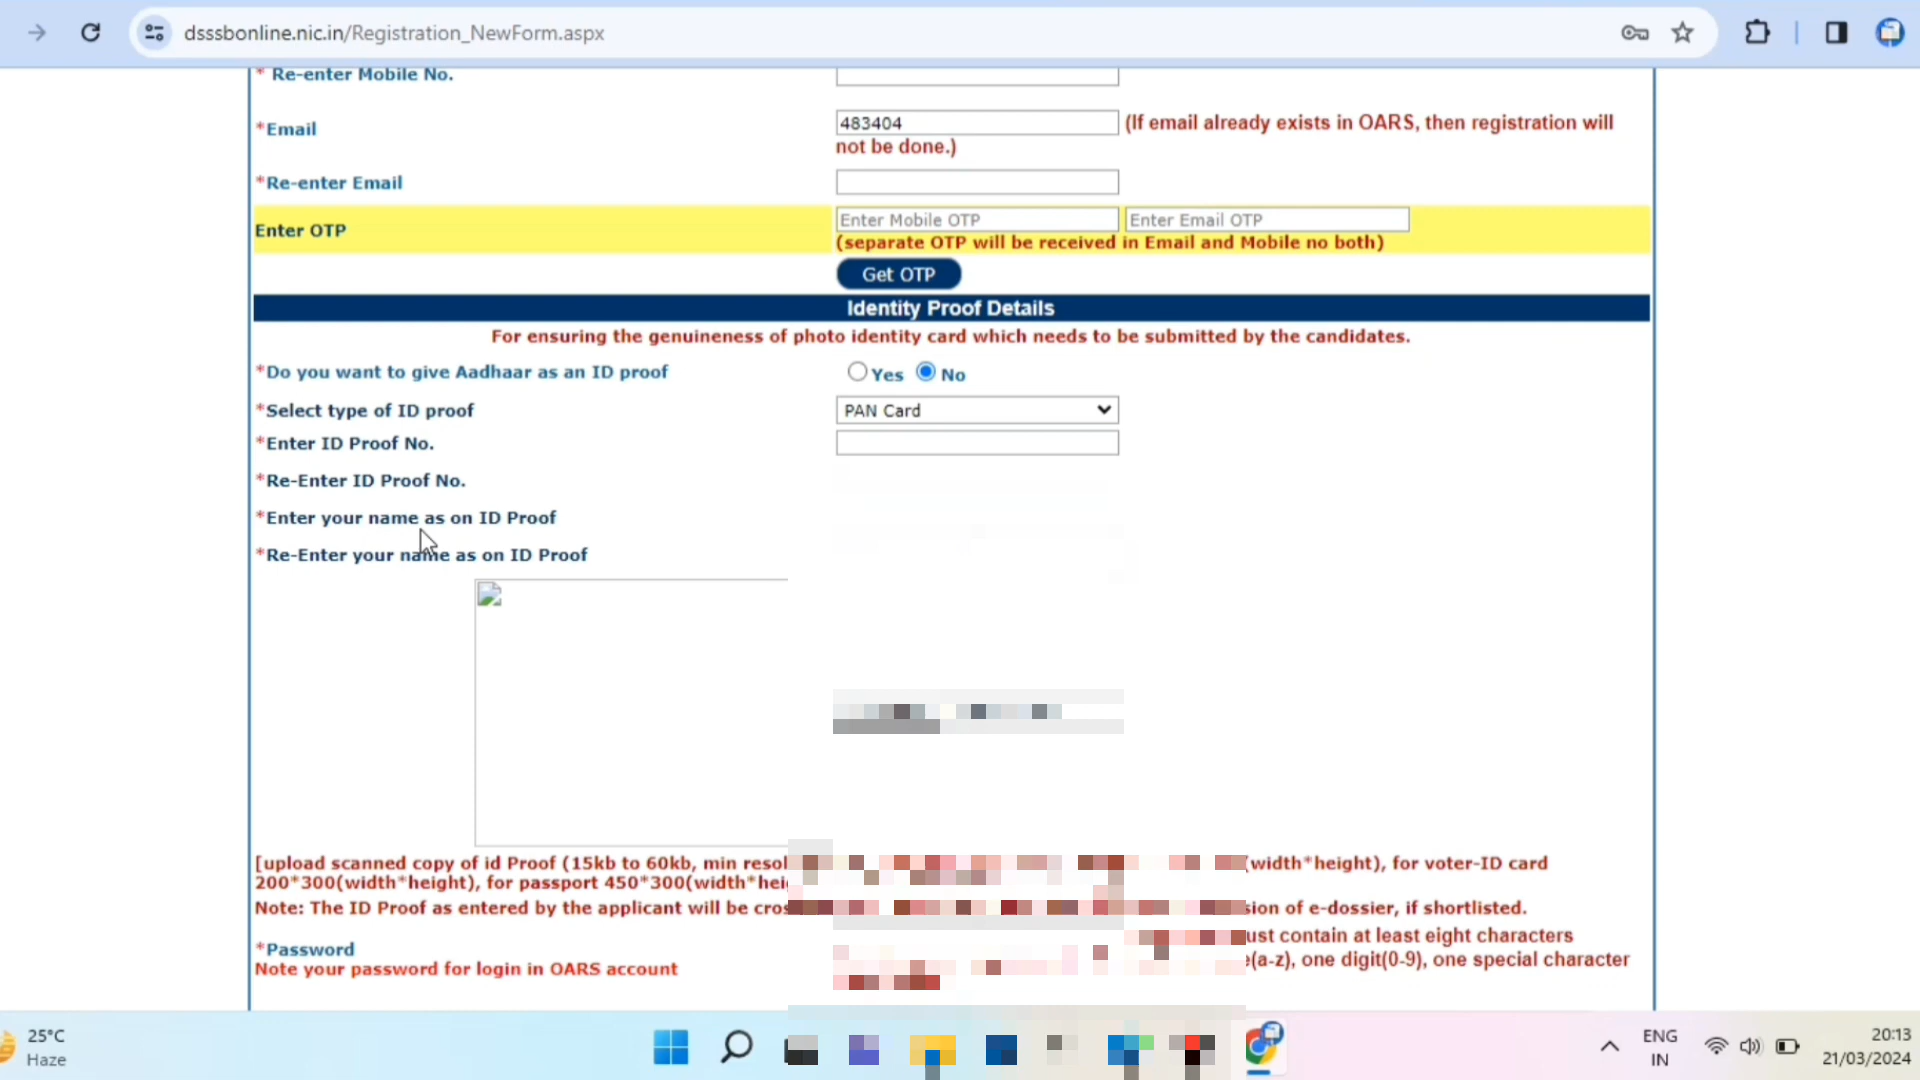 dsssbonline.nic.in/Registration_NewForm.aspx
* Re-enter Mobile No.
*Email 483404 (If email already exists in OARS, then registration will
not be done.)
*Re-enter Email
Enter OTP Enter Mobile OTP Enter Email OTP
(separate OTP will be received in Email and Mobile no both)
Get OTP
Identity Proof Details
For ensuring the genuineness of photo identity card which needs to be submitted by the candidates.
*Do you want to give Aadhaar as an ID proof Yes No
*Select type of ID proof PAN Card
*Enter ID Proof No.
*Re-Enter ID Proof No.
*Enter your name as on ID Proof
*Re-Enter your name as on ID Proof
[upload scanned copy of id Proof (15kb to 60kb, min (width*height), for voter-ID card
200*300(width*height), for passport
Note: The ID Proof as entered by the applicant will be of e-dossier, if shortlisted.
*Password contain at least eight characters
Note your password for login in OARS account one digit(0-9), one special character
25°C
Haze
ENG
IN
20:13
21/03/2024